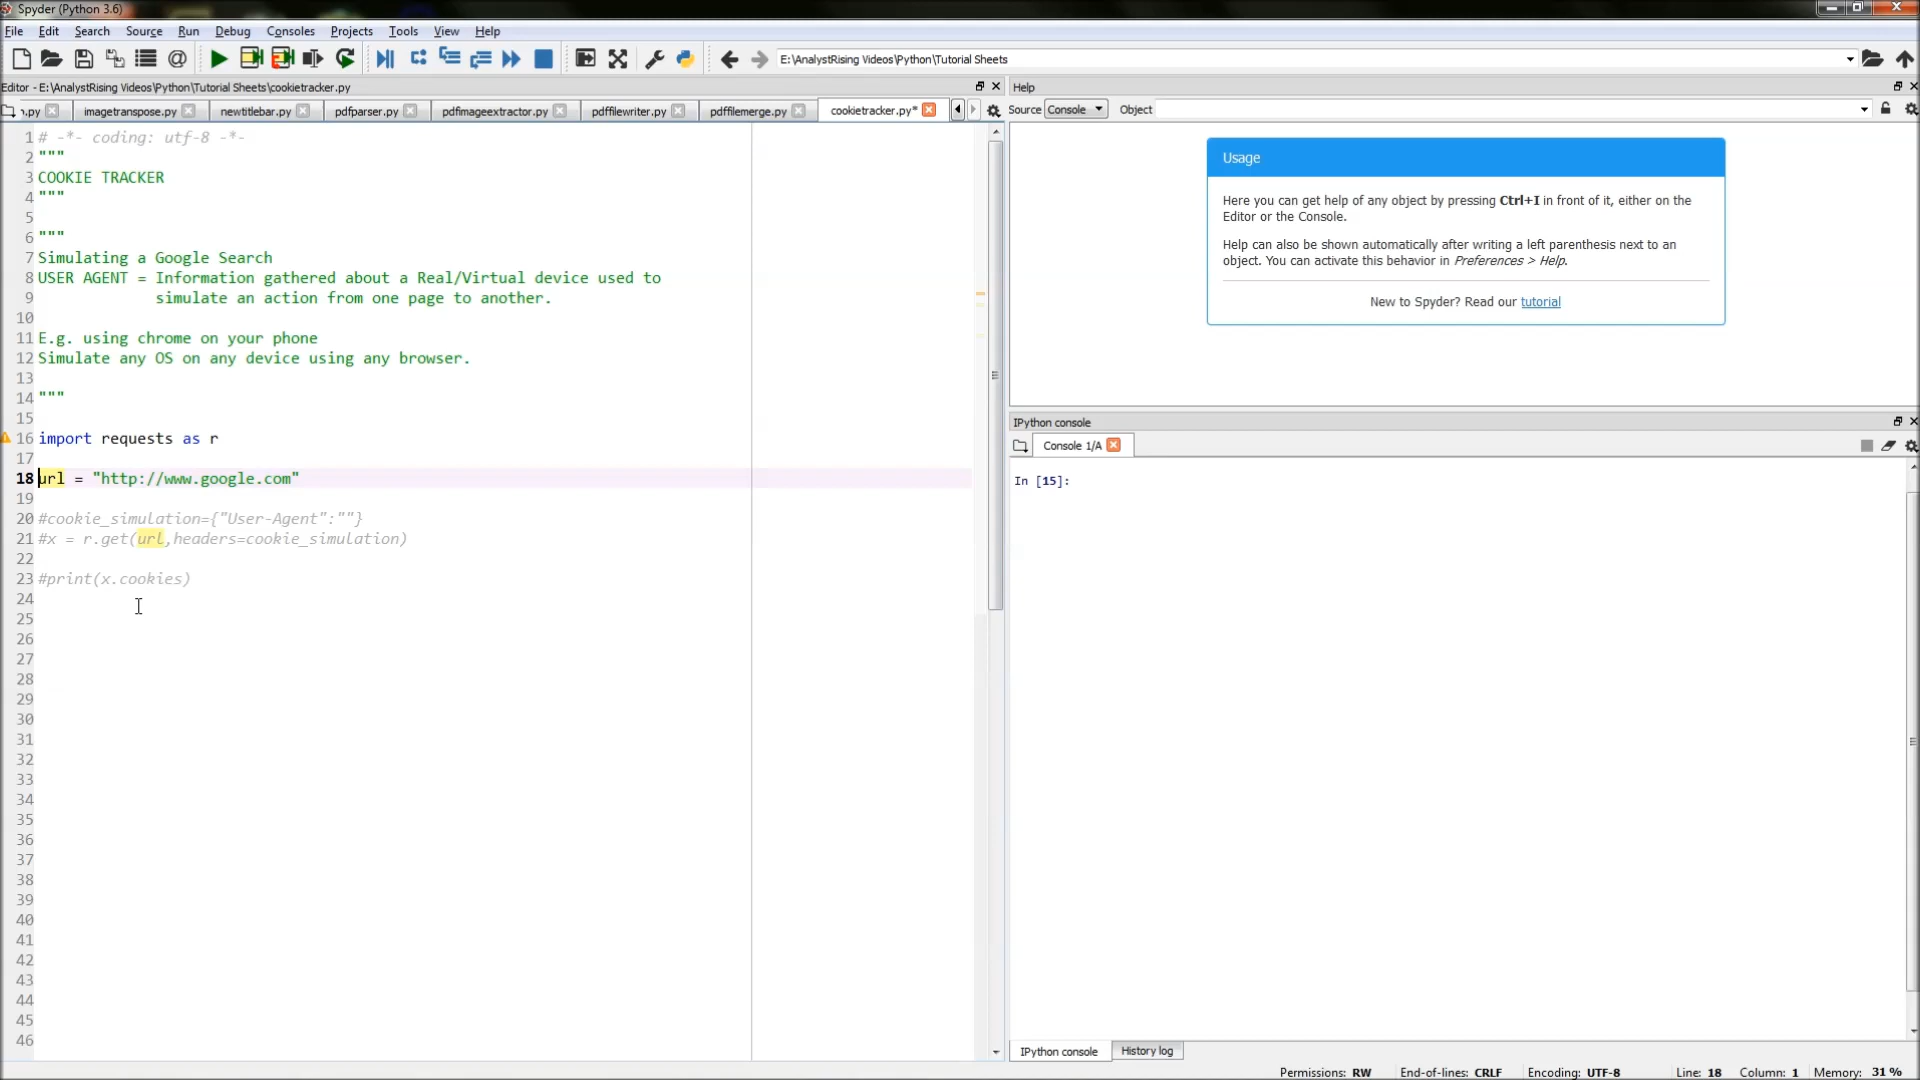 Spyder (Python 3.6)
File Edit Search Source Run Debug Consoles Projects Tools View Help
E:\AnalystRising Videos\Python\Tutorial Sheets
Editor - E:\AnalystRising Videos\Python\Tutorial Sheets\cookietracker.py
Help
.py imagetranspose.py newtitlebar.py pdfparser.py pdfimageextractor.py pdffilewriter.py pdffilemerge.py cookietracker.py*
Source Console Object
1 # -*- coding: utf-8 -*-
2 """
3 COOKIE TRACKER
4 """
5
6 """
7 Simulating a Google Search
8 USER AGENT = Information gathered about a Real/Virtual device used to
9 simulate an action from one page to another.
10
11 E.g. using chrome on your phone
12 Simulate any OS on any device using any browser.
13
14 """
15
16 import requests as r
17
18 url = "http://www.google.com"
19
20 #cookie_simulation={"User-Agent":""}
21 #x = r.get(url,headers=cookie_simulation)
22
23 #print(x.cookies)
24
25
26
27
28
29
30
31
32
33
34
35
36
37
38
39
40
41
42
43
44
45
46
Usage
Here you can get help of any object by pressing Ctrl+I in front of it, either on the
Editor or the Console.
Help can also be shown automatically after writing a left parenthesis next to an
object. You can activate this behavior in Preferences > Help.
New to Spyder? Read our tutorial
IPython console
Console 1/A
In [15]:
IPython console History log
Permissions: RW End-of-lines: CRLF Encoding: UTF-8 Line: 18 Column: 1 Memory: 31 %